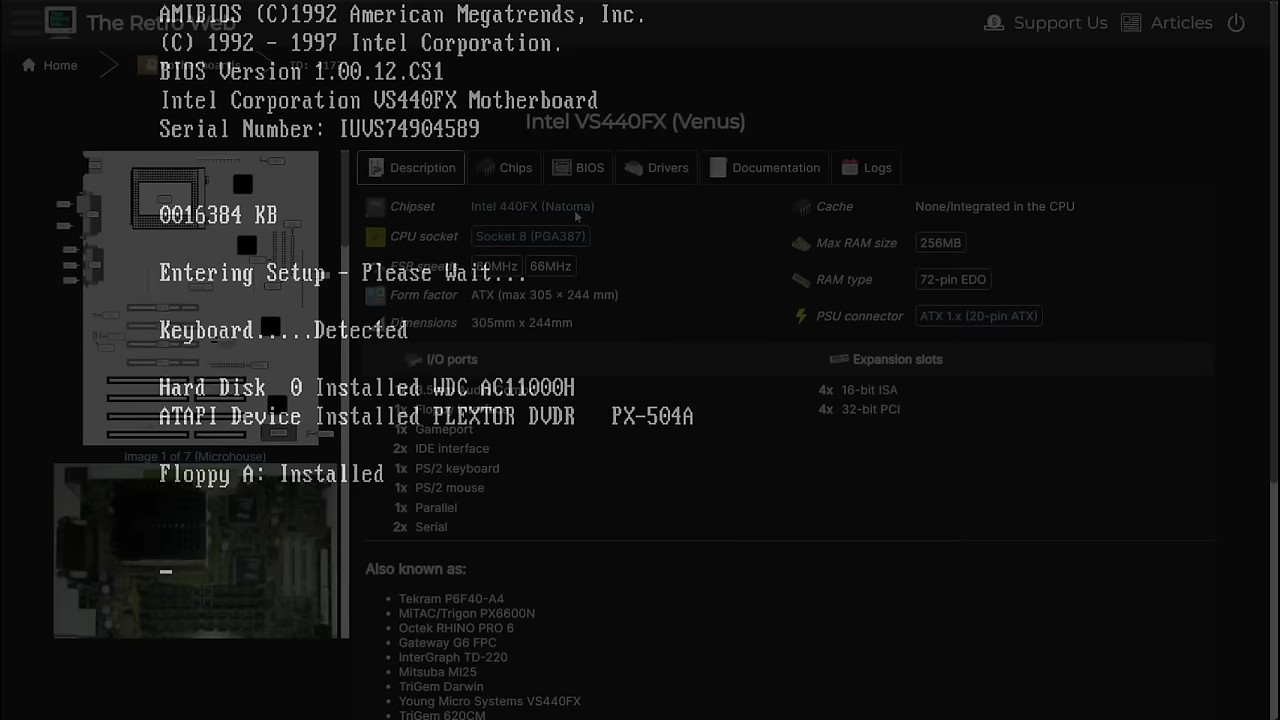 AMIBIOS (C)1992 American Megatrends, Inc.
(C) 1992 - 1997 Intel Corporation.
BIOS Version 1.00.12.CS1
Intel Corporation VS440FX Motherboard
Serial Number: IUVS74904589
0016384 KB
Entering Setup - Please Wait...
Keyboard.....Detected
Hard Disk 0 Installed WDC AC11000H
ATAPI Device Installed PLEXTOR DVDR PX-504A
Floppy A: Installed
The Retro Web
Support Us
Articles
Home
Intel VS440FX (Venus)
Description
Chips
BIOS
Drivers
Documentation
Logs
Chipset Intel 440FX (Natoma)
CPU socket Socket 8 (PGA387)
FSB speeds 60MHz 66MHz
Form factor ATX (max 305 × 244 mm)
Dimensions 305mm x 244mm
Cache None/Integrated in the CPU
Max RAM size 256MB
RAM type 72-pin EDO
PSU connector ATX 1.x (20-pin ATX)
I/O ports
1x Gameport
2x IDE interface
1x PS/2 keyboard
1x PS/2 mouse
1x Parallel
2x Serial
Expansion slots
4x 16-bit ISA
4x 32-bit PCI
Image 1 of 7 (Microhouse)
Also known as:
Tekram P6F40-A4
MiTAC/Trigon PX6600N
Octek RHINO PRO 6
Gateway G6 FPC
InterGraph TD-220
Mitsuba MI25
TriGem Darwin
Young Micro Systems VS440FX
TriGem 620CM